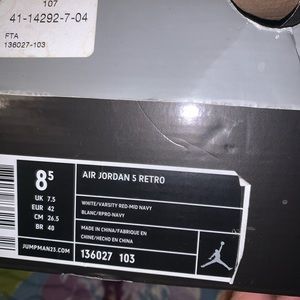 107
41-14292-7-04
FTA
136027-103
8.5
UK 7.5
EUR 42
CM 26.5
BR 40
JUMPMAN23.COM
AIR JORDAN 5 RETRO
WHITE/VARSITY RED-MID NAVY
BLANC/RPRO-NAVY
MADE IN CHINA/FABRIQUE EN
CHINE/HECHO EN CHINA
136027 103